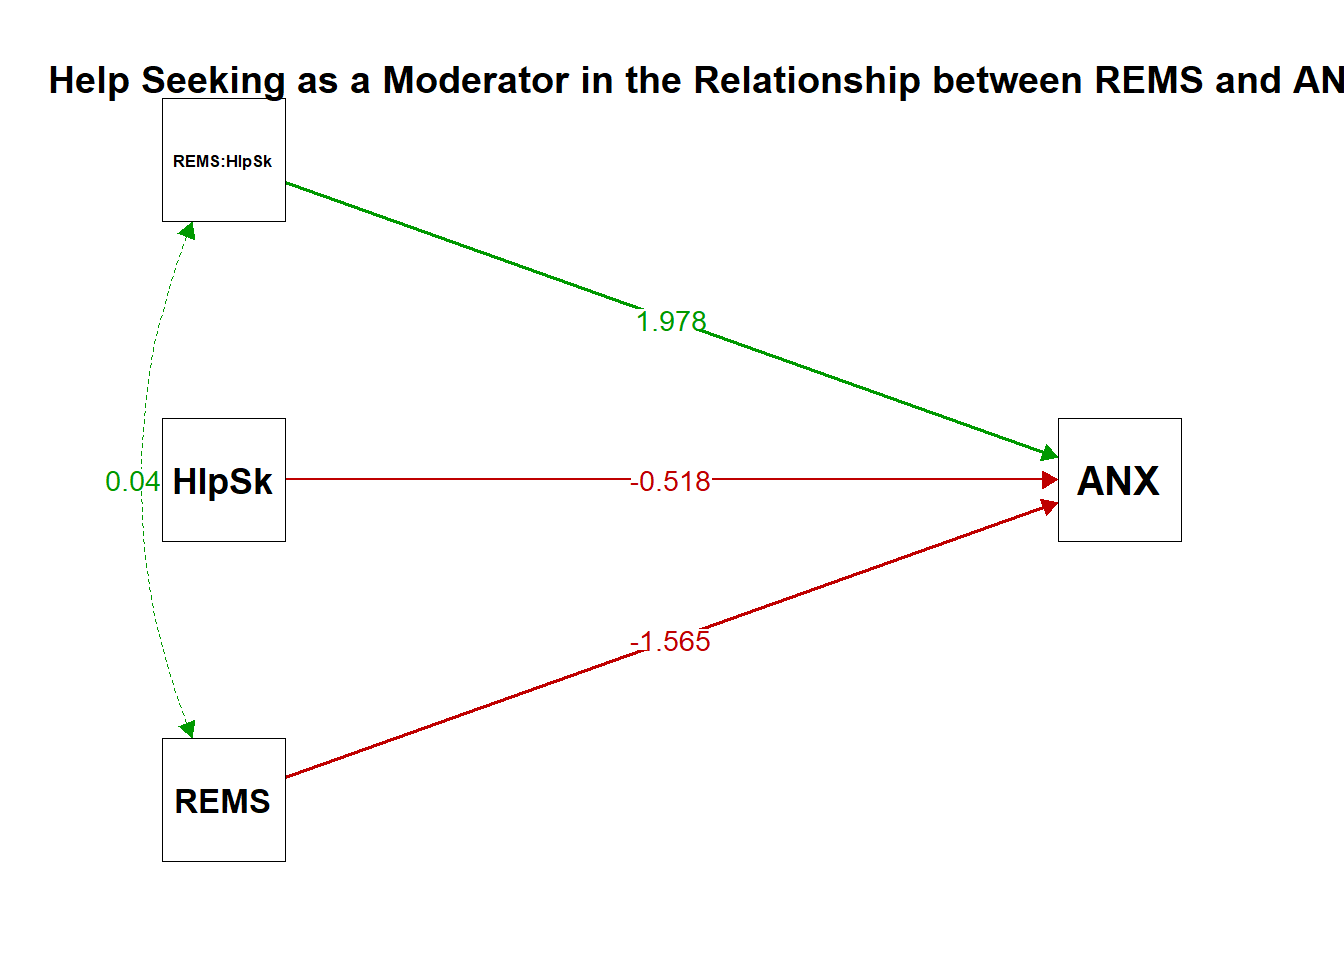 Help Seeking as a Moderator in the Relationship between REMS and AN
REMS:HlpSk
1.978
0.04
HlpSk
-0.518
ANX
-1.565
REMS